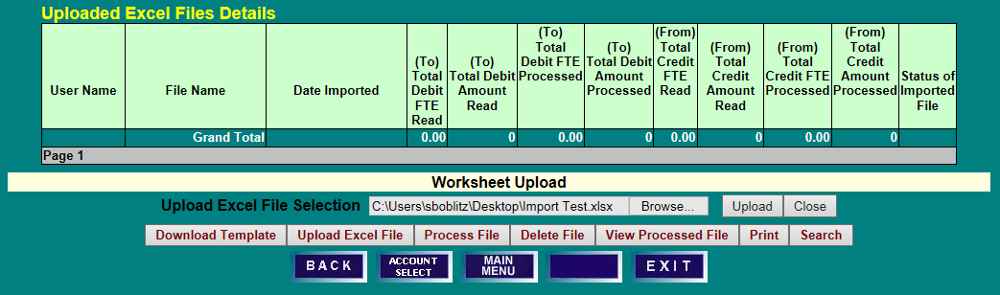 Uploaded Excel Files Details
User Name
File Name
Date Imported
(To)
Total
Debit
FTE
Read
(To)
Total Debit
Amount
Read
(To)
Total
Debit FTE
Processed
(To)
Total Debit
Amount
Processed
(From)
Total
Credit
FTE
Read
(From)
Total
Credit
Amount
Read
(From)
Total
Credit FTE
Processed
(From)
Total
Credit
Amount
Processed
Status of
Imported
File
Grand Total 0.00 0 0.00 0 0.00 0 0.00 0
Page 1
Worksheet Upload
Upload Excel File Selection C:\Users\sboblitz\Desktop\Import Test.xlsx Browse... Upload Close
Download Template Upload Excel File Process File Delete File View Processed File Print Search
BACK
ACCOUNT
SELECT
MAIN
MENU
EXIT